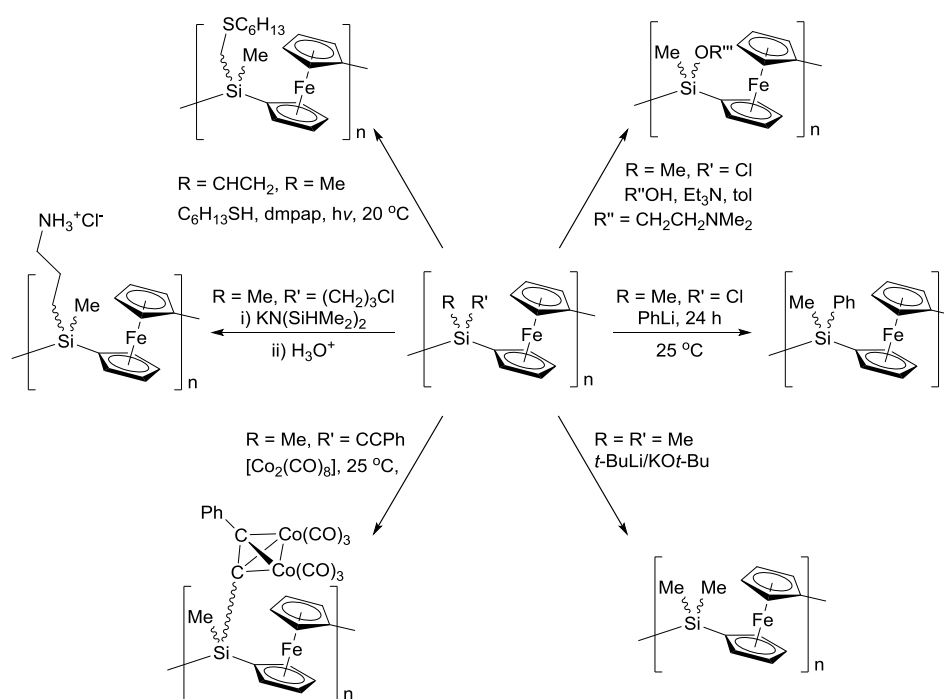 SC₆H₁₃
Me
Si
Fe
n
R = CHCH₂, R = Me
C₆H₁₃SH, dmpap, hν, 20 °C
Me
OR'''
Si
Fe
n
R = Me, R' = Cl
R''OH, Et₃N, tol
R'' = CH₂CH₂NMe₂
NH₃⁺Cl⁻
Me
Si
Fe
n
R = Me, R' = (CH₂)₃Cl
i) KN(SiHMe₂)₂
ii) H₃O⁺
R
R'
Si
Fe
n
R = Me, R' = Cl
PhLi, 24 h
25 °C
Me
Ph
Si
Fe
n
R = Me, R' = CCPh
[Co₂(CO)₈], 25 °C,
R = R' = Me
t-BuLi/KOt-Bu
Ph
C
Co(CO)₃
C
Co(CO)₃
Me
Si
Fe
n
Me
Me
Si
Fe
n